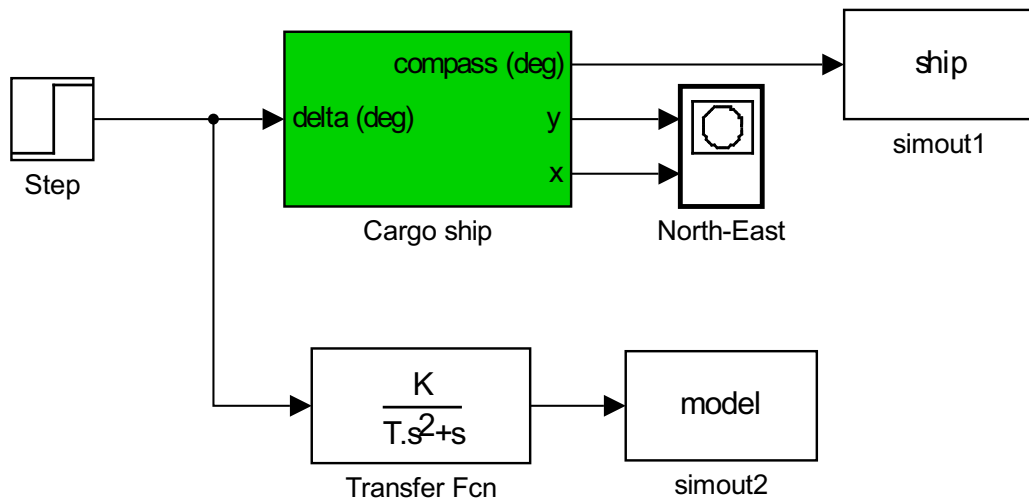 Step
delta (deg)
compass (deg)
y
x
Cargo ship
North-East
ship
simout1
K
T.s²+s
Transfer Fcn
model
simout2